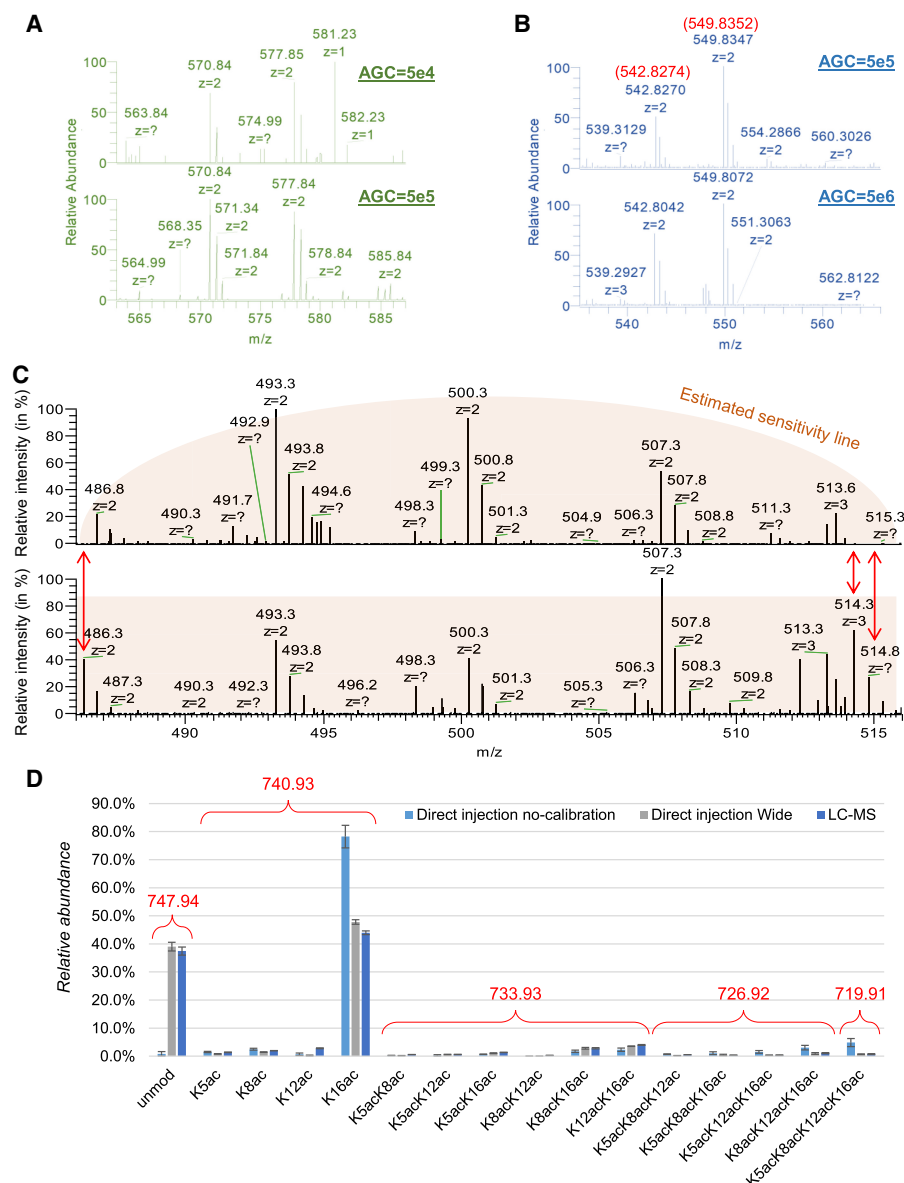 A
100
50
0
Relative Abundance
563.84
z=?
570.84
z=2
574.99
z=?
577.85
z=2
581.23
z=1
582.23
z=1
AGC=5e4
100
50
0
564.99
z=?
568.35
z=?
570.84
z=2
571.34
z=2
571.84
z=2
577.84
z=2
578.84
z=2
585.84
z=2
AGC=5e5
565
570
575
580
585
m/z
B
100
50
0
Relative Abundance
539.3129
z=?
(542.8274)
542.8270
z=2
(549.8352)
549.8347
z=2
554.2866
z=2
560.3026
z=?
AGC=5e5
100
50
0
539.2927
z=3
542.8042
z=2
549.8072
z=2
551.3063
z=2
562.8122
z=?
AGC=5e6
540
550
560
m/z
C
Relative intensity (in %)
100
80
60
40
20
0
486.8
z=2
490.3
z=?
491.7
z=?
492.9
z=?
493.3
z=2
493.8
z=2
494.6
z=?
498.3
z=?
499.3
z=?
500.3
z=2
500.8
z=2
501.3
z=2
504.9
z=?
506.3
z=?
507.3
z=2
507.8
z=2
508.8
z=2
511.3
z=?
513.6
z=3
515.3
z=?
Estimated sensitivity line
Relative intensity (in %)
100
80
60
40
20
0
486.3
z=2
487.3
z=2
490.3
z=2
492.3
z=?
493.3
z=2
493.8
z=2
496.2
z=?
498.3
z=?
500.3
z=2
501.3
z=2
505.3
z=?
506.3
z=?
507.3
z=2
507.8
z=2
508.3
z=2
509.8
z=2
513.3
z=3
514.3
z=3
514.8
z=?
490
495
500
505
510
515
m/z
D
Relative abundance
90.0%
80.0%
70.0%
60.0%
50.0%
40.0%
30.0%
20.0%
10.0%
0.0%
Direct injection no-calibration
Direct injection Wide
LC-MS
747.94
740.93
733.93
726.92
719.91
unmod
K5ac
K8ac
K12ac
K16ac
K5acK8ac
K5acK12ac
K5acK16ac
K8acK12ac
K8acK16ac
K12acK16ac
K5acK8acK12ac
K5acK8acK16ac
K5acK12acK16ac
K8acK12acK16ac
K5acK8acK12acK16ac